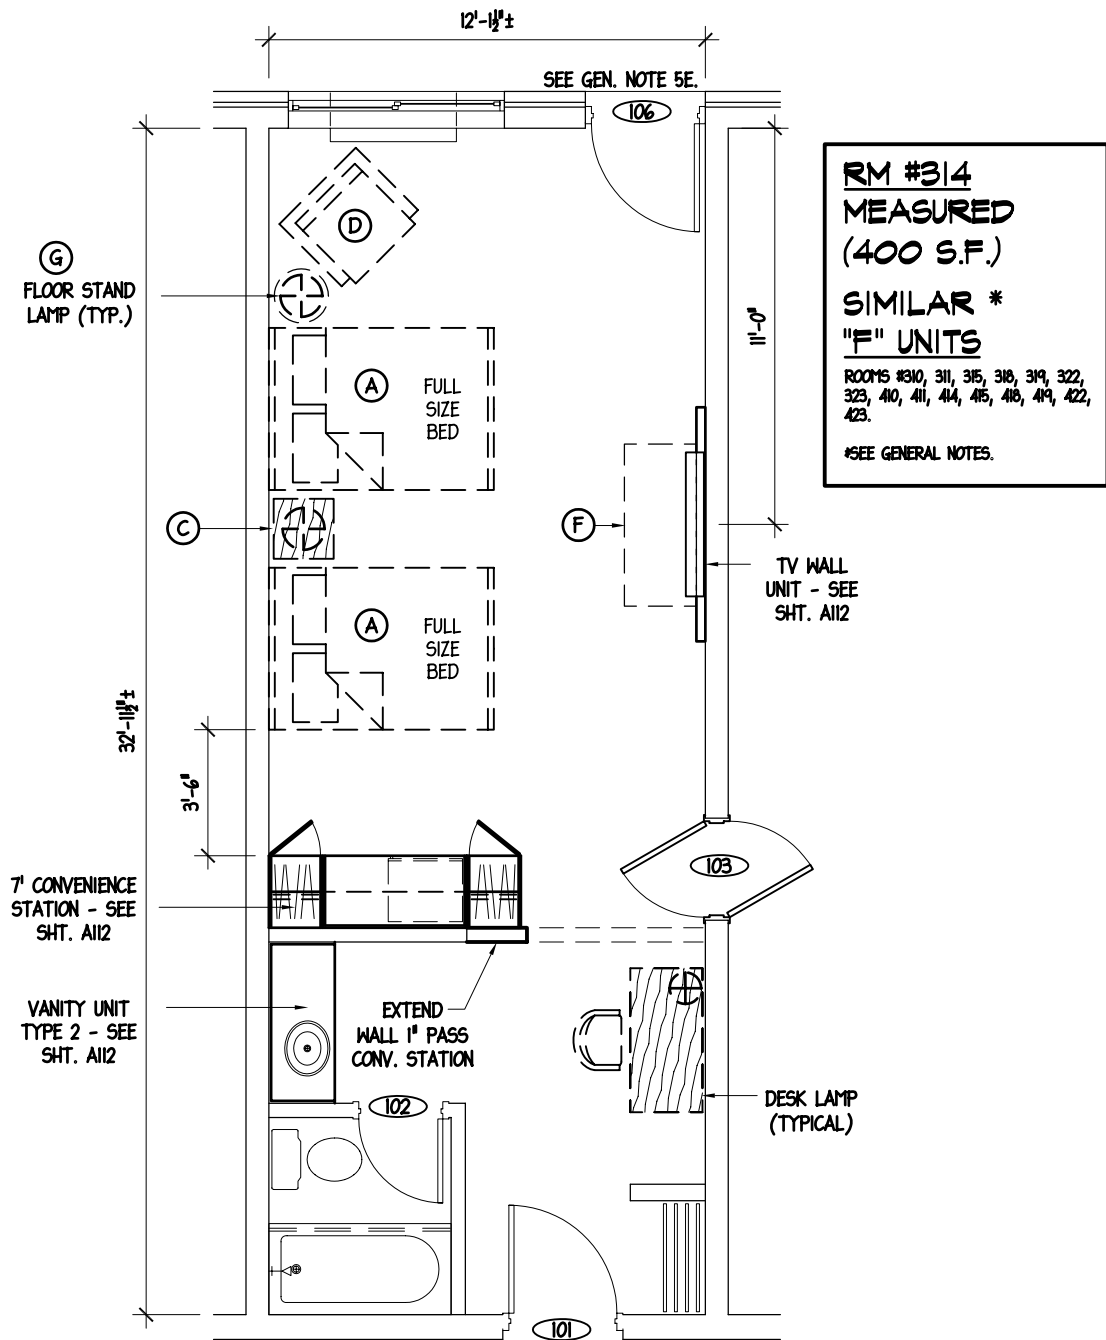 12'-1½"±
SEE GEN. NOTE 5E.
106
RM #314
MEASURED
(400 S.F.)
SIMILAR *
"F" UNITS
ROOMS #310, 311, 315, 318, 319, 322,
323, 410, 411, 414, 415, 418, 419, 422,
423.
*SEE GENERAL NOTES.
D
G
FLOOR STAND
LAMP (TYP.)
11'-0"
A
FULL
SIZE
BED
C
F
TV WALL
UNIT - SEE
SHT. A112
A
FULL
SIZE
BED
32'-11½"±
3'-6"
103
7' CONVENIENCE
STATION - SEE
SHT. A112
VANITY UNIT
TYPE 2 - SEE
SHT. A112
EXTEND
WALL 1" PASS
CONV. STATION
102
DESK LAMP
(TYPICAL)
101